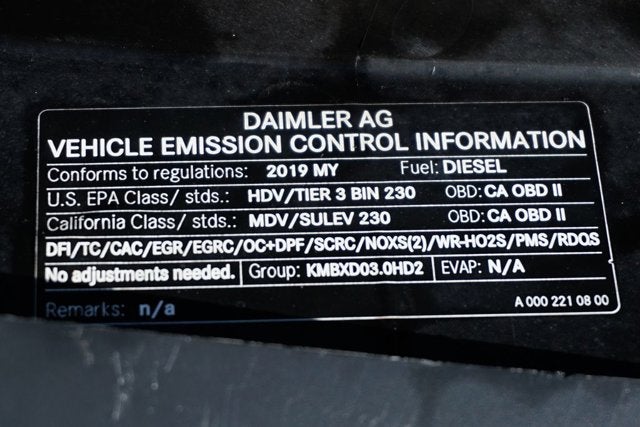 DAIMLER AG
VEHICLE EMISSION CONTROL INFORMATION
Conforms to regulations: 2019 MY Fuel: DIESEL
U.S. EPA Class/ stds.: HDV/TIER 3 BIN 230 OBD: CA OBD II
California Class/ stds.: MDV/SULEV 230 OBD: CA OBD II
DFI/TC/CAC/EGR/EGRC/OC+DPF/SCRC/NOXS(2)/WR-HO2S/PMS/RDQS
No adjustments needed. Group: KMBXD03.0HD2 EVAP: N/A
Remarks: n/a A 000 221 08 00